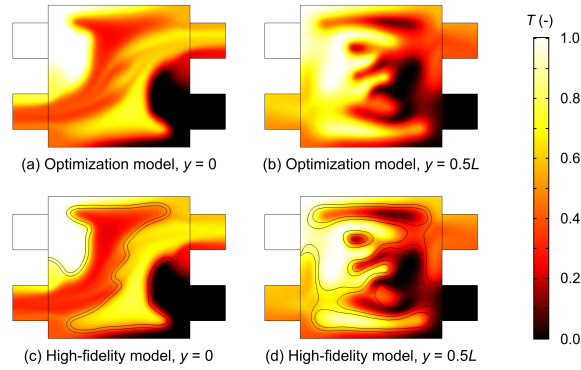 T (-)
1.0
0.8
0.6
0.4
0.2
0.0
(a) Optimization model, y = 0
(b) Optimization model, y = 0.5L
(c) High-fidelity model, y = 0
(d) High-fidelity model, y = 0.5L